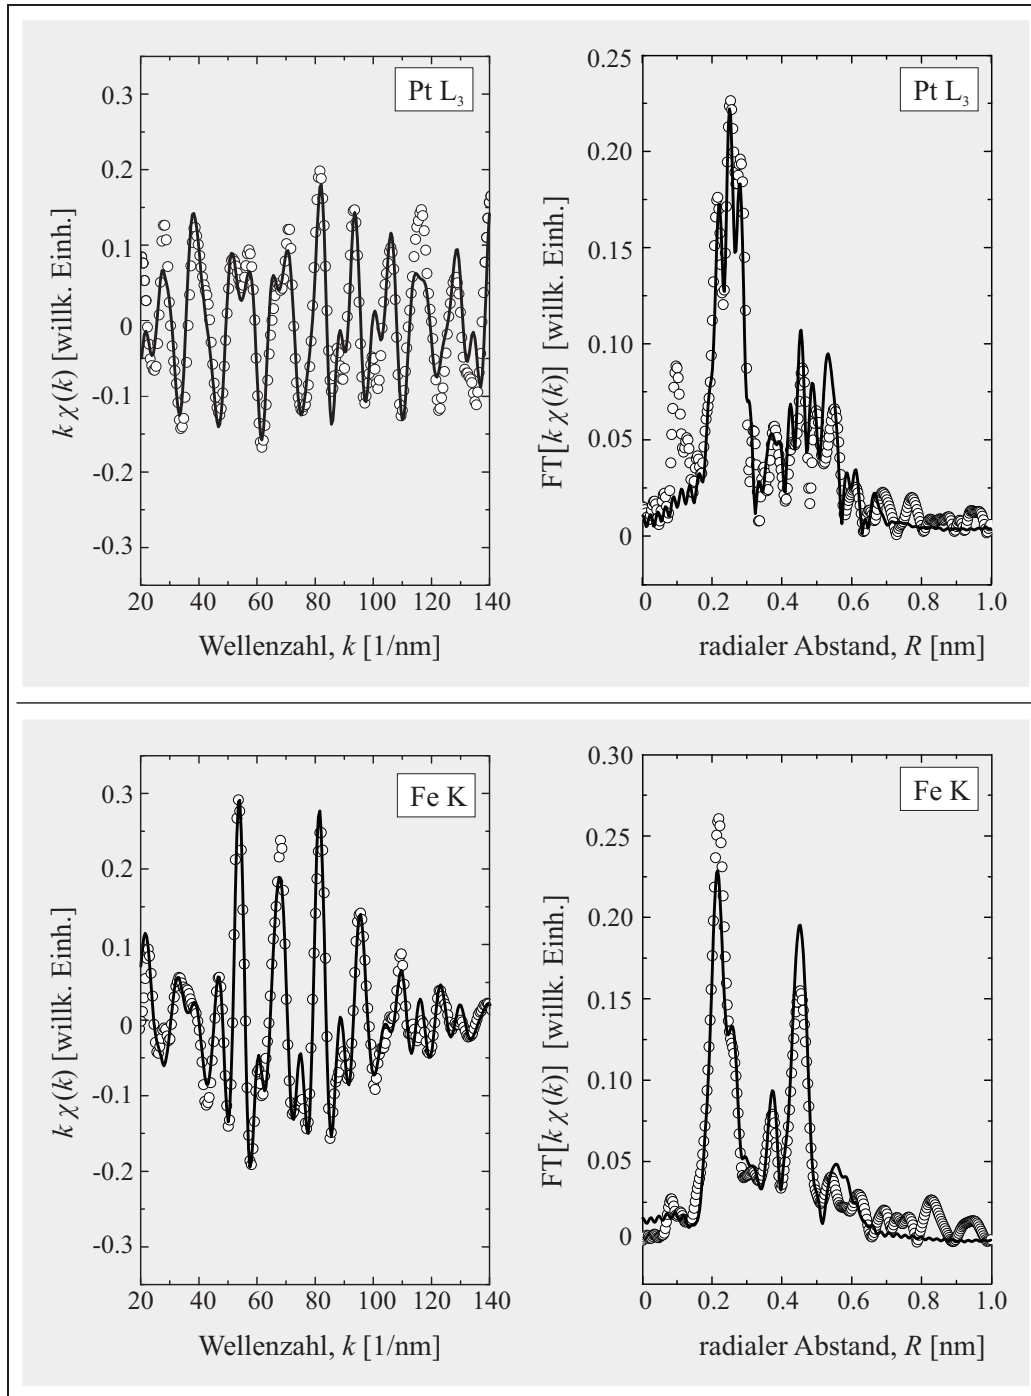 Pt L3
k χ(k) [willk. Einh.]
0.3
0.2
0.1
0
-0.1
-0.2
-0.3
20 40 60 80 100 120 140
Wellenzahl, k [1/nm]
Pt L3
FT[k χ(k)] [willk. Einh.]
0.25
0.20
0.15
0.10
0.05
0
0 0.2 0.4 0.6 0.8 1.0
radialer Abstand, R [nm]
Fe K
k χ(k) [willk. Einh.]
0.3
0.2
0.1
0
-0.1
-0.2
-0.3
20 40 60 80 100 120 140
Wellenzahl, k [1/nm]
Fe K
FT[k χ(k)] [willk. Einh.]
0.30
0.25
0.20
0.15
0.10
0.05
0
0 0.2 0.4 0.6 0.8 1.0
radialer Abstand, R [nm]